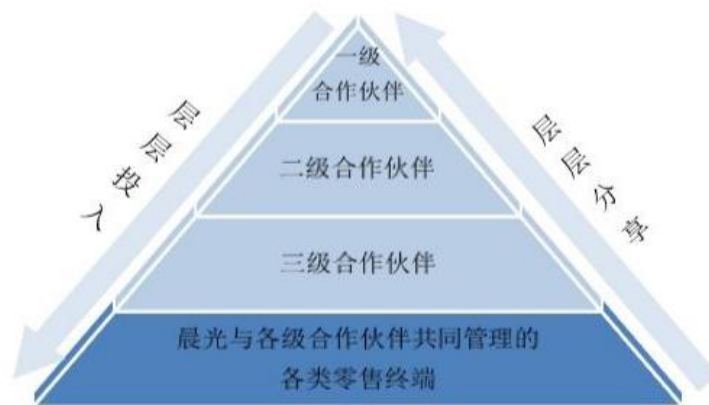 一级
合作伙伴
二级合作伙伴
三级合作伙伴
晨光与各级合作伙伴共同管理的
各类零售终端
层层投入
层层分享